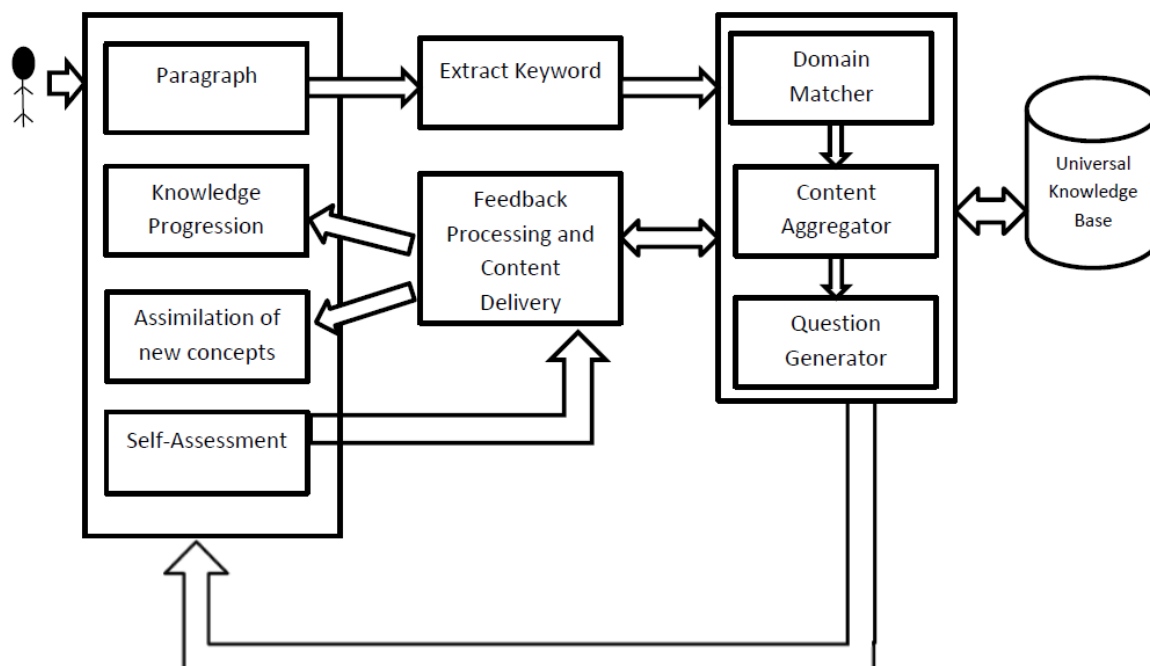 Paragraph
Extract Keyword
Domain
Matcher
Knowledge
Progression
Feedback
Processing and
Content
Delivery
Content
Aggregator
Universal
Knowledge
Base
Assimilation of
new concepts
Question
Generator
Self-Assessment